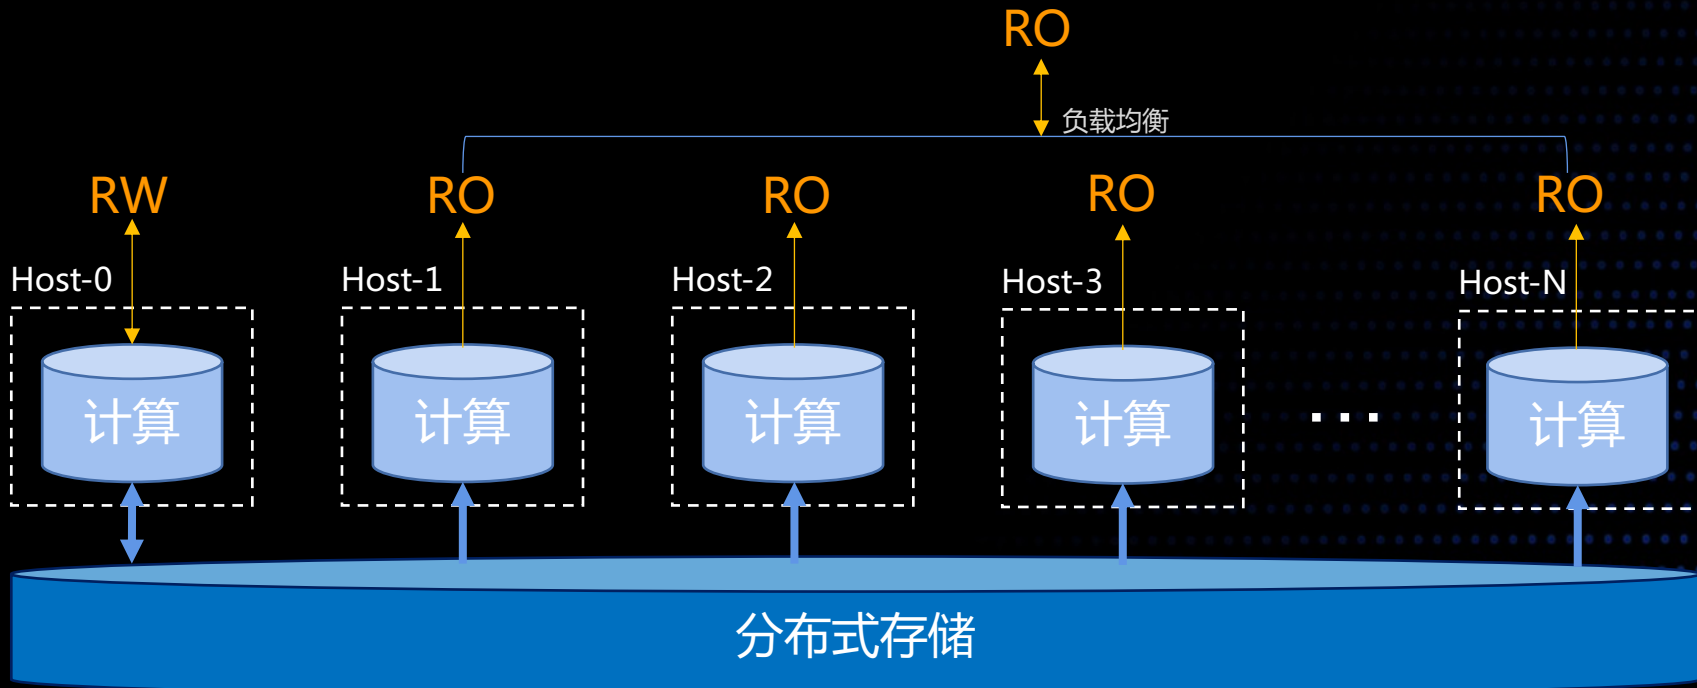 RO
负载均衡
RW
RO
RO
RO
RO
Host-0
Host-1
Host-2
Host-3
Host-N
计算
计算
计算
计算
...
计算
分布式存储